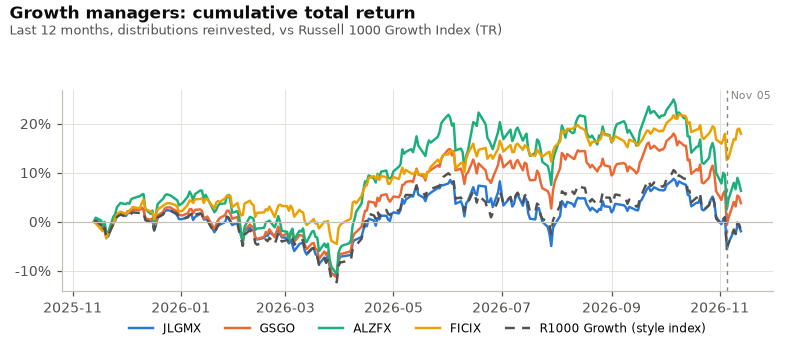 Growth managers: cumulative total return
Last 12 months, distributions reinvested, vs Russell 1000 Growth Index (TR)
Nov 05
20%
10%
0%
-10%
2025-11 2026-01 2026-03 2026-05 2026-07 2026-09 2026-11
JLGMX GSGO ALZFX FICIX R1000 Growth (style index)